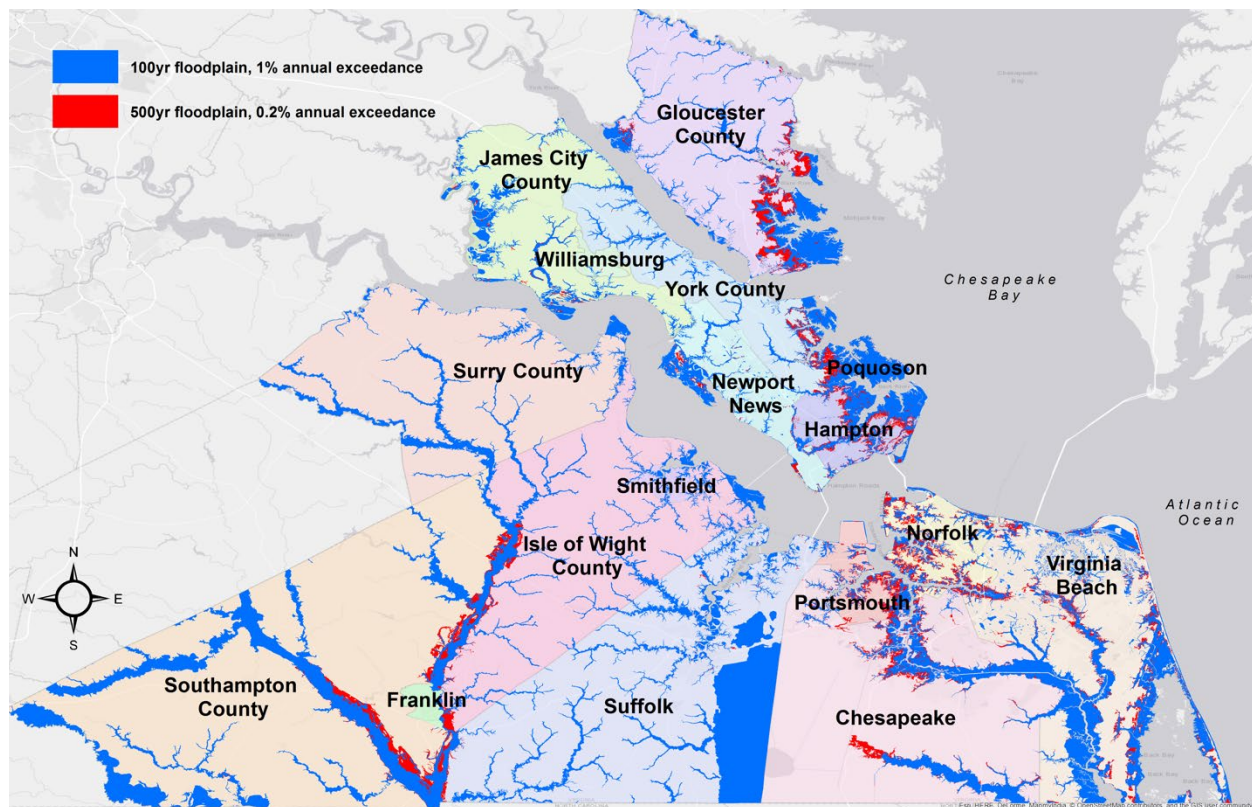 100yr floodplain, 1% annual exceedance
500yr floodplain, 0.2% annual exceedance
Gloucester
County
James City
County
Williamsburg
York County
Chesapeake
Bay
Surry County
Newport
News
Poquoson
Hampton
Smithfield
Atlantic
Ocean
Isle of Wight
County
Norfolk
Virginia
Beach
Portsmouth
N
W
E
S
Southampton
County
Franklin
Suffolk
Chesapeake